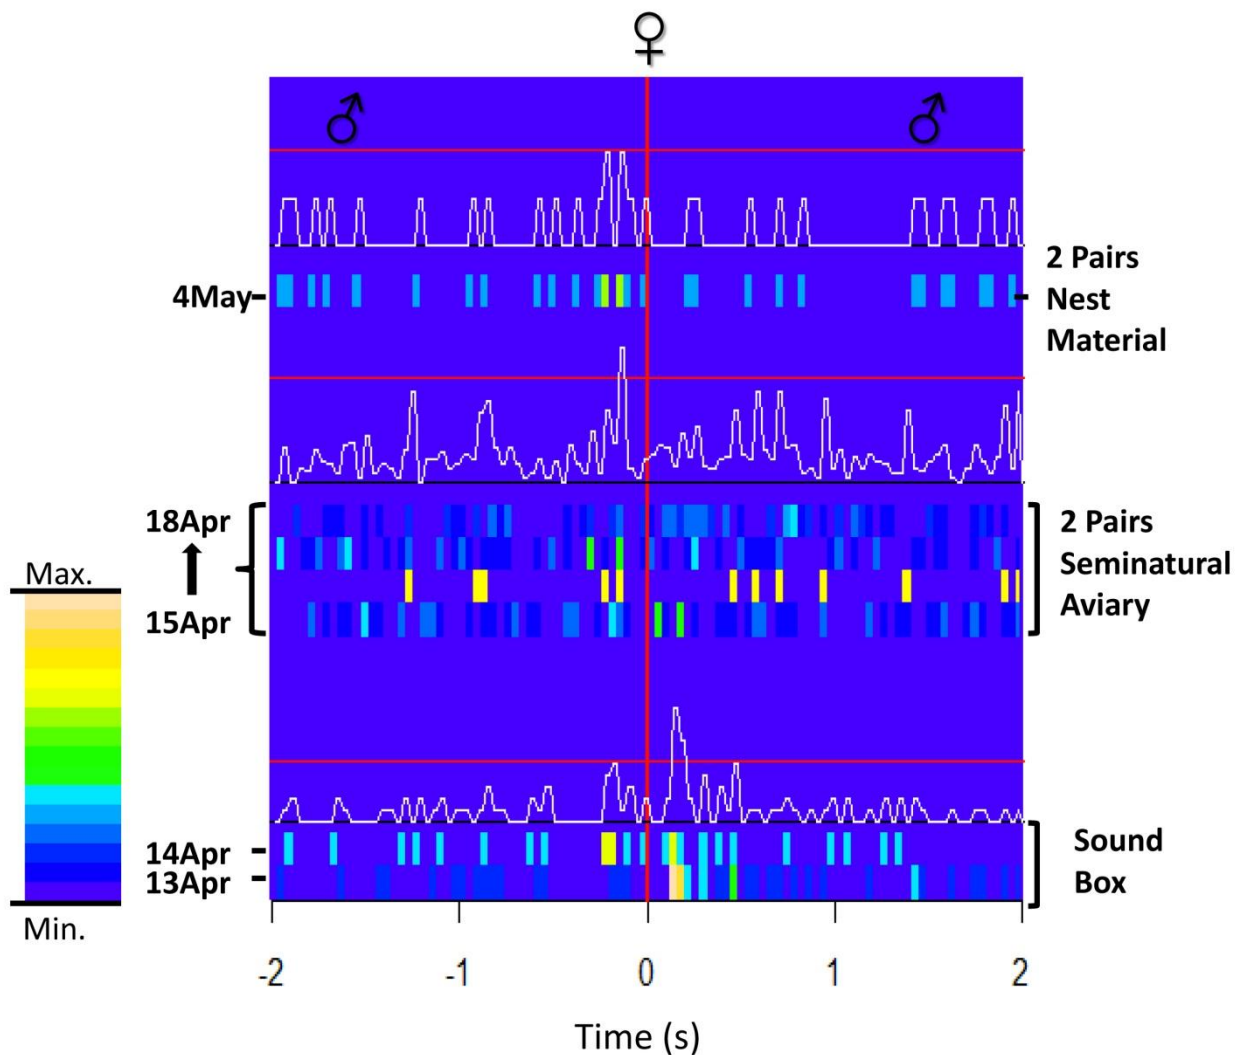 ♀
♂ ♂
4May
2 Pairs
Nest
Material
18Apr
15Apr
2 Pairs
Seminatural
Aviary
Max.
Min.
14Apr
13Apr
Sound
Box
-2 -1 0 1 2
Time (s)